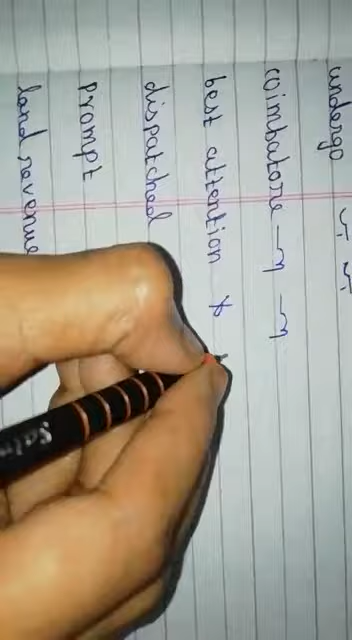 undergo
coimbatore
best attention
dispatched
prompt
land revenue